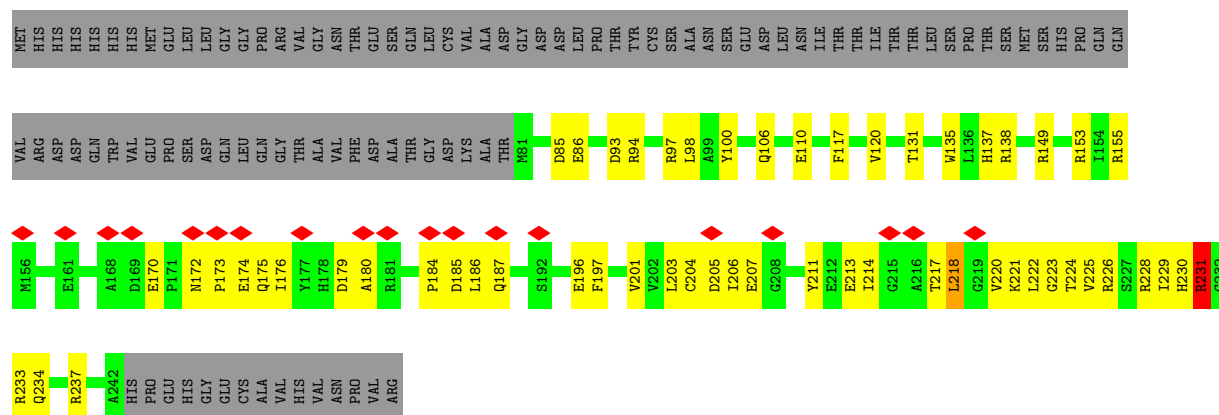 MET HIS HIS HIS HIS HIS HIS MET GLU LEU LEU GLY GLY PRO ARG VAL GLY ASN THR GLU SER GLN LEU CYS VAL ALA ASP GLY ASP ASP LEU PRO THR TYR CYS SER ALA ASN SER GLU ASP LEU ASN ILE THR THR ILE THR THR LEU SER PRO THR SER MET SER HIS PRO GLN GLN
VAL ARG ASP ASP GLN TRP VAL GLU PRO SER ASP GLN LEU GLN GLY THR ALA VAL PHE ASP ALA THR GLY ASP LYS ALA THR M81 D85 E86 D93 R94 R97 L98 A99 Y100 Q106 E110 F117 V120 T131 W135 L136 H137 R138 R149 R153 I154 R155
M156 E161 A168 D169 E170 P171 N172 P173 E174 Q175 I176 Y177 H178 D179 A180 R181 P184 D185 L186 Q187 S192 E196 F197 V201 V202 L203 C204 D205 I206 E207 G208 Y211 E212 E213 I214 G215 A216 T217 L218 G219 V220 K221 L222 G223 T224 V225 R226 S227 R228 I229 H230 R231
R233 Q234 R237 A242 HIS PRO GLU HIS GLY GLU CYS ALA VAL HIS VAL ASN PRO VAL ARG